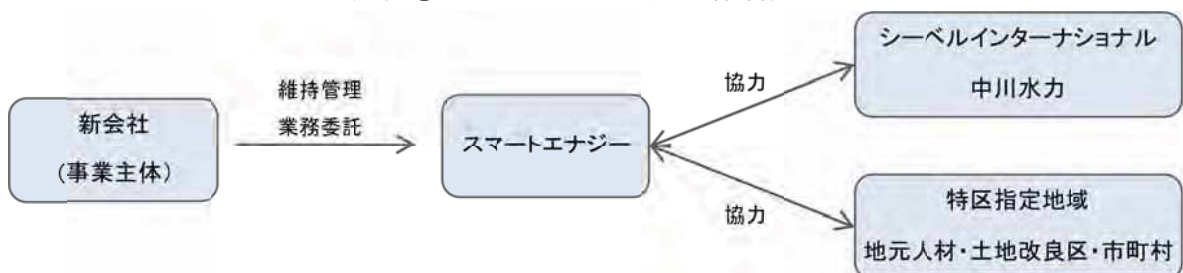 新会社
(事業主体)
維持管理
業務委託
スマートエナジー
協力
シーベルインターナショナル
中川水力
協力
特区指定地域
地元人材・土地改良区・市町村